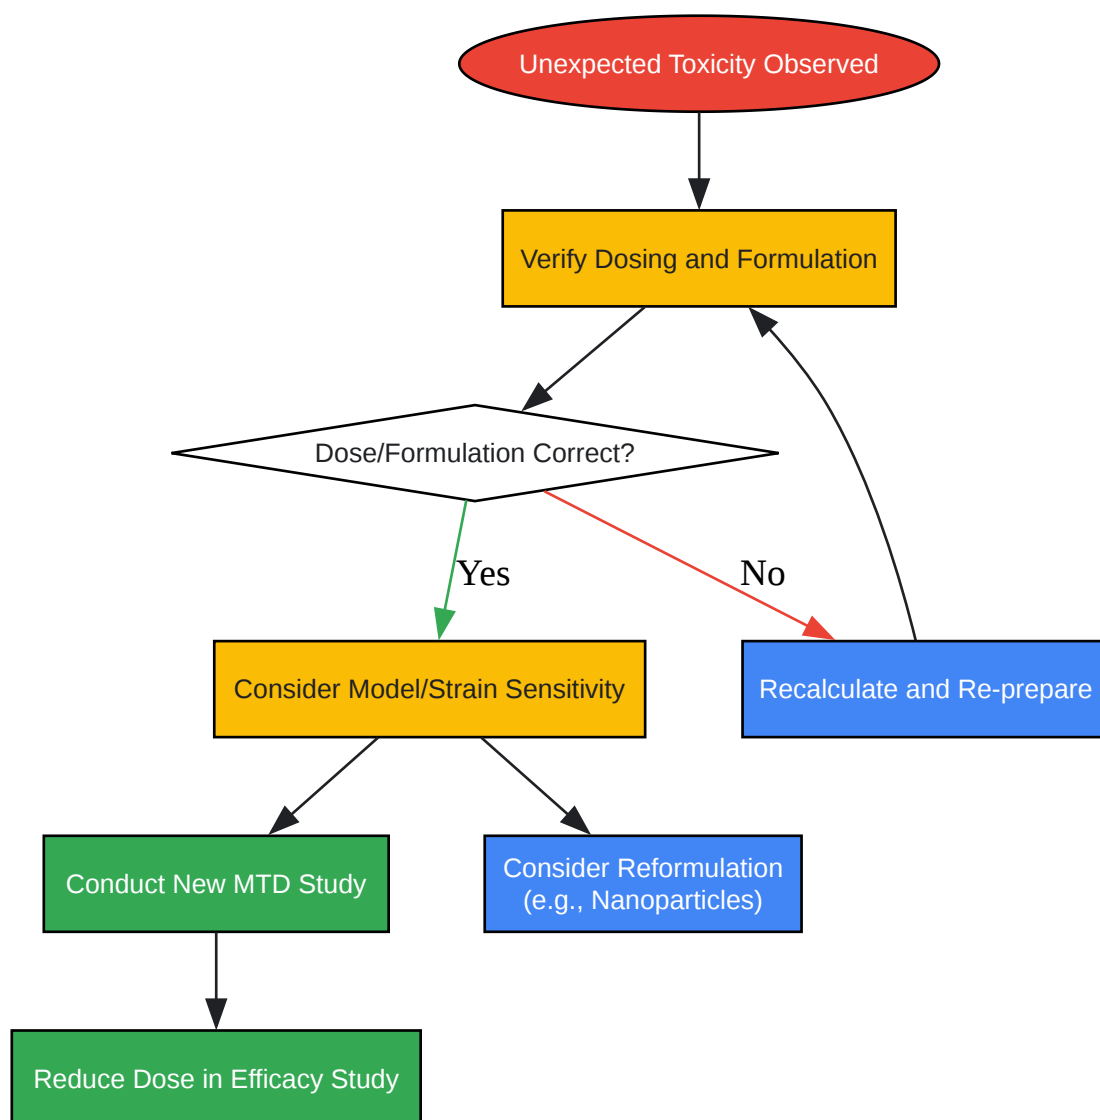 Unexpected Toxicity Observed
Verify Dosing and Formulation
Dose/Formulation Correct?
Yes
No
Consider Model/Strain Sensitivity
Recalculate and Re-prepare
Conduct New MTD Study
Consider Reformulation
(e.g., Nanoparticles)
Reduce Dose in Efficacy Study